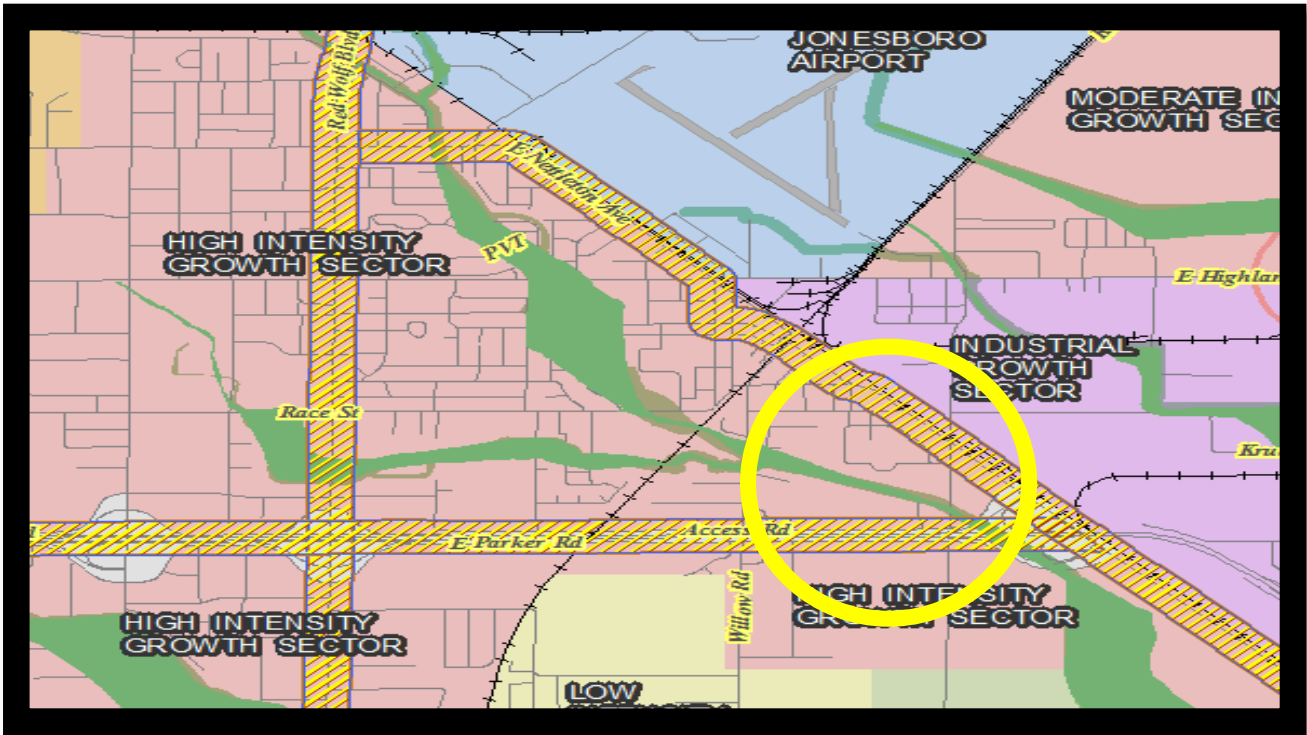 JONESBORO
AIRPORT
Red Wolf Blvd
MODERATE IN
GROWTH SEC
E Nettleton Ave
HIGH INTENSITY
GROWTH SECTOR
PVT
E Highlan
INDUSTRIAL
GROWTH
SECTOR
Race St
Kru
Access Rd
E Parker Rd
Willow Rd
HIGH INTENSITY
GROWTH SECTOR
HIGH INTENSITY
GROWTH SECTOR
LOW